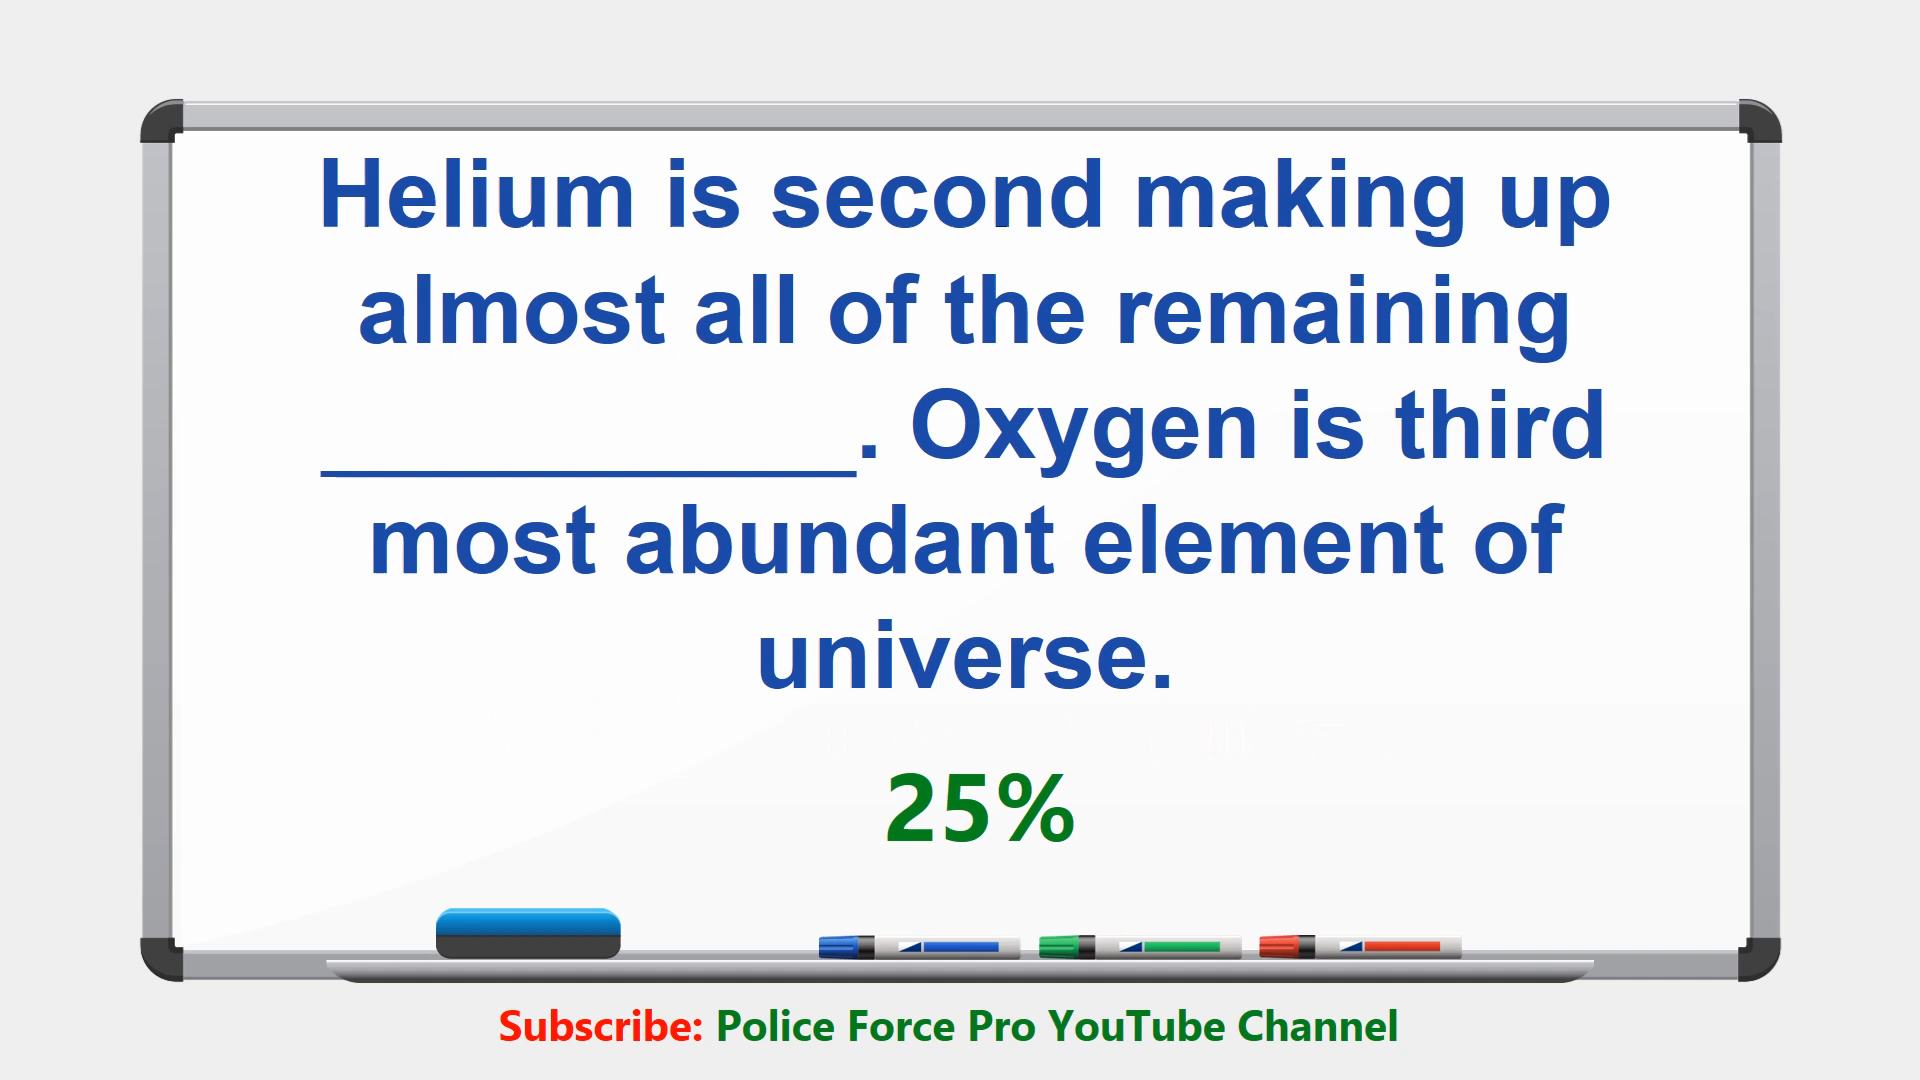 Helium is second making up
almost all of the remaining
______________. Oxygen is third
most abundant element of
universe.
25%
Subscribe: Police Force Pro YouTube Channel